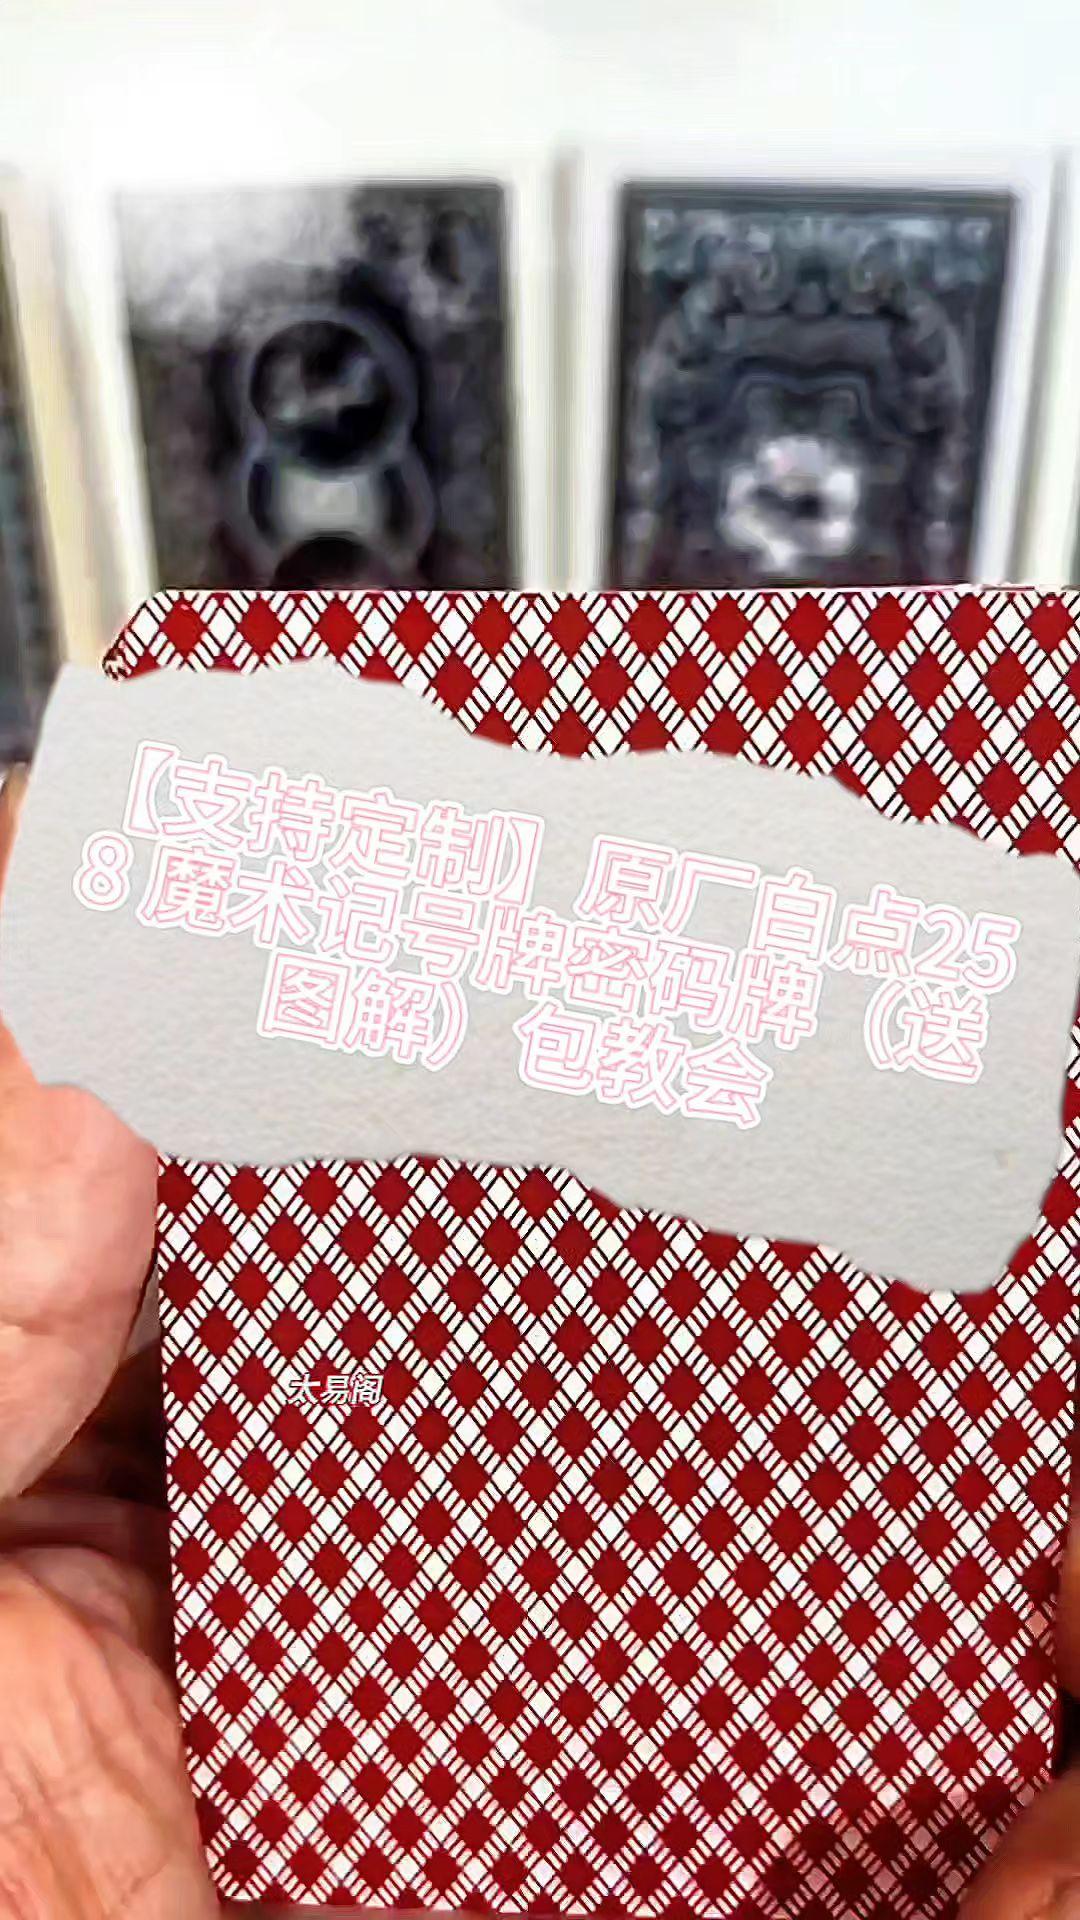 【支持定制】 原厂白点25
8 魔术记号牌密码牌 （送
图解） 包教会
太易阁